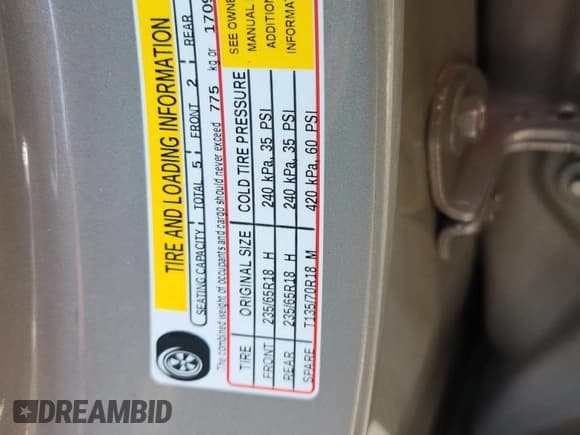 TIRE AND LOADING INFORMATION
SEATING CAPACITY TOTAL 5 FRONT 2 REAR
The combined weight of occupants and cargo should never exceed 775 kg or 1709
TIRE ORIGINAL SIZE COLD TIRE PRESSURE
FRONT 235/65R18 H 240 kPa, 35 PSI
REAR 235/65R18 H 240 kPa, 35 PSI
SPARE T135/70R18 M 420 kPa, 60 PSI
SEE OWNE
MANUAL
ADDITION
INFORMAT
DREAMBID